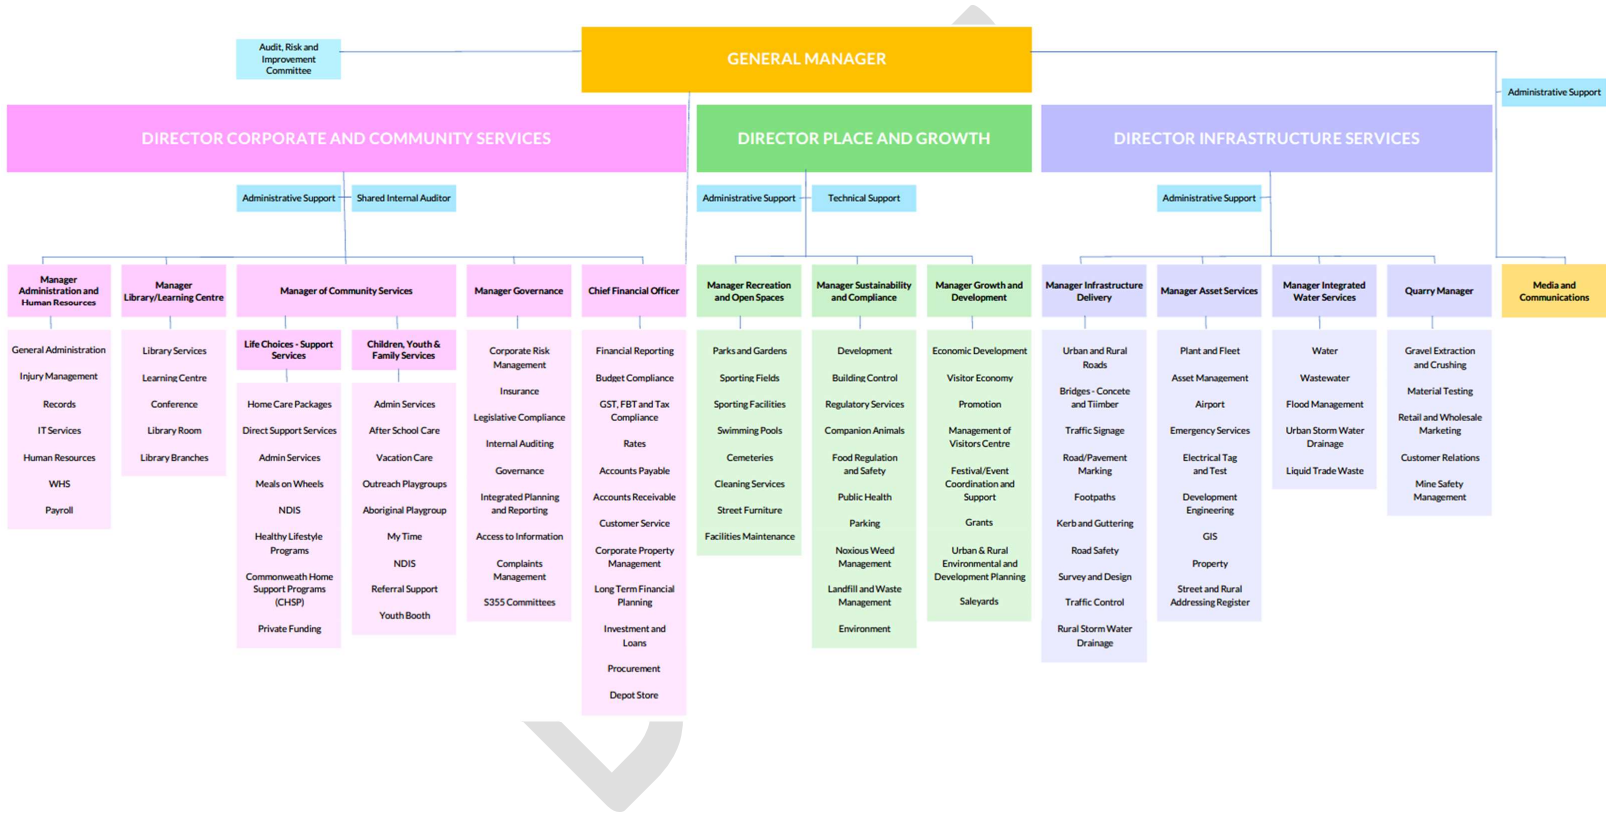 Audit, Risk and
Improvement
Committee
GENERAL MANAGER
Administrative Support
DIRECTOR CORPORATE AND COMMUNITY SERVICES
DIRECTOR PLACE AND GROWTH
DIRECTOR INFRASTRUCTURE SERVICES
Administrative Support
Shared Internal Auditor
Administrative Support
Technical Support
Administrative Support
Manager
Administration and
Human Resources
General Administration
Injury Management
Records
IT Services
Human Resources
WHS
Payroll
Manager
Library/Learning Centre
Library Services
Learning Centre
Conference
Library Room
Library Branches
Manager of Community Services
Life Choices - Support
Services
Home Care Packages
Direct Support Services
Admin Services
Meals on Wheels
NDIS
Healthy Lifestyle
Programs
Commonweath Home
Support Programs
(CHSP)
Private Funding
Children, Youth &
Family Services
Admin Services
After School Care
Vacation Care
Outreach Playgroups
Aboriginal Playgroup
My Time
NDIS
Referral Support
Youth Booth
Manager Governance
Corporate Risk
Management
Insurance
Legislative Compliance
Internal Auditing
Governance
Integrated Planning
and Reporting
Access to Information
Complaints
Management
S355 Committees
Chief Financial Officer
Financial Reporting
Budget Compliance
GST, FBT and Tax
Compliance
Rates
Accounts Payable
Accounts Receivable
Customer Service
Corporate Property
Management
Long Term Financial
Planning
Investment and
Loans
Procurement
Depot Store
Manager Recreation
and Open Spaces
Parks and Gardens
Sporting Fields
Sporting Facilities
Swimming Pools
Cemeteries
Cleaning Services
Street Furniture
Facilities Maintenance
Manager Sustainability
and Compliance
Development
Building Control
Regulatory Services
Companion Animals
Food Regulation
and Safety
Public Health
Parking
Noxious Weed
Management
Landfill and Waste
Management
Environment
Manager Growth and
Development
Economic Development
Visitor Economy
Promotion
Management of
Visitors Centre
Festival/Event
Coordination and
Support
Grants
Urban & Rural
Environmental and
Development Planning
Saleyards
Manager Infrastructure
Delivery
Urban and Rural
Roads
Bridges - Concete
and Tiimber
Traffic Signage
Road/Pavement
Marking
Footpaths
Kerb and Guttering
Road Safety
Survey and Design
Traffic Control
Rural Storm Water
Drainage
Manager Asset Services
Plant and Fleet
Asset Management
Airport
Emergency Services
Electrical Tag
and Test
Development
Engineering
GIS
Property
Street and Rural
Addressing Register
Manager Integrated
Water Services
Water
Wastewater
Flood Management
Urban Storm Water
Drainage
Liquid Trade Waste
Quarry Manager
Gravel Extraction
and Crushing
Material Testing
Retail and Wholesale
Marketing
Customer Relations
Mine Safety
Management
Media and
Communications